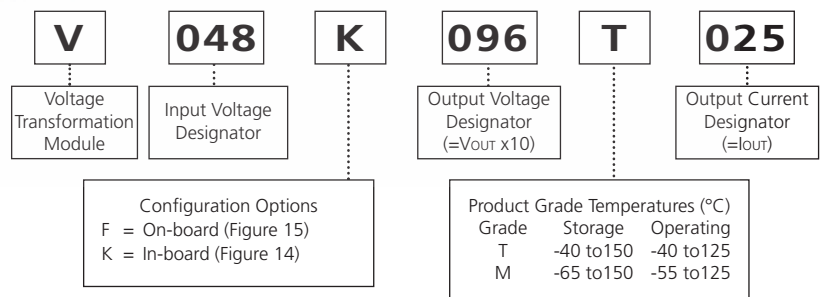 V 048 K 096 T 025
Voltage
Transformation
Module
Input Voltage
Designator
Output Voltage
Designator
(=VOUT x10)
Output Current
Designator
(=IOUT)
Configuration Options
F = On-board (Figure 15)
K = In-board (Figure 14)
Product Grade Temperatures (°C)
Grade Storage Operating
T -40 to150 -40 to125
M -65 to150 -55 to125